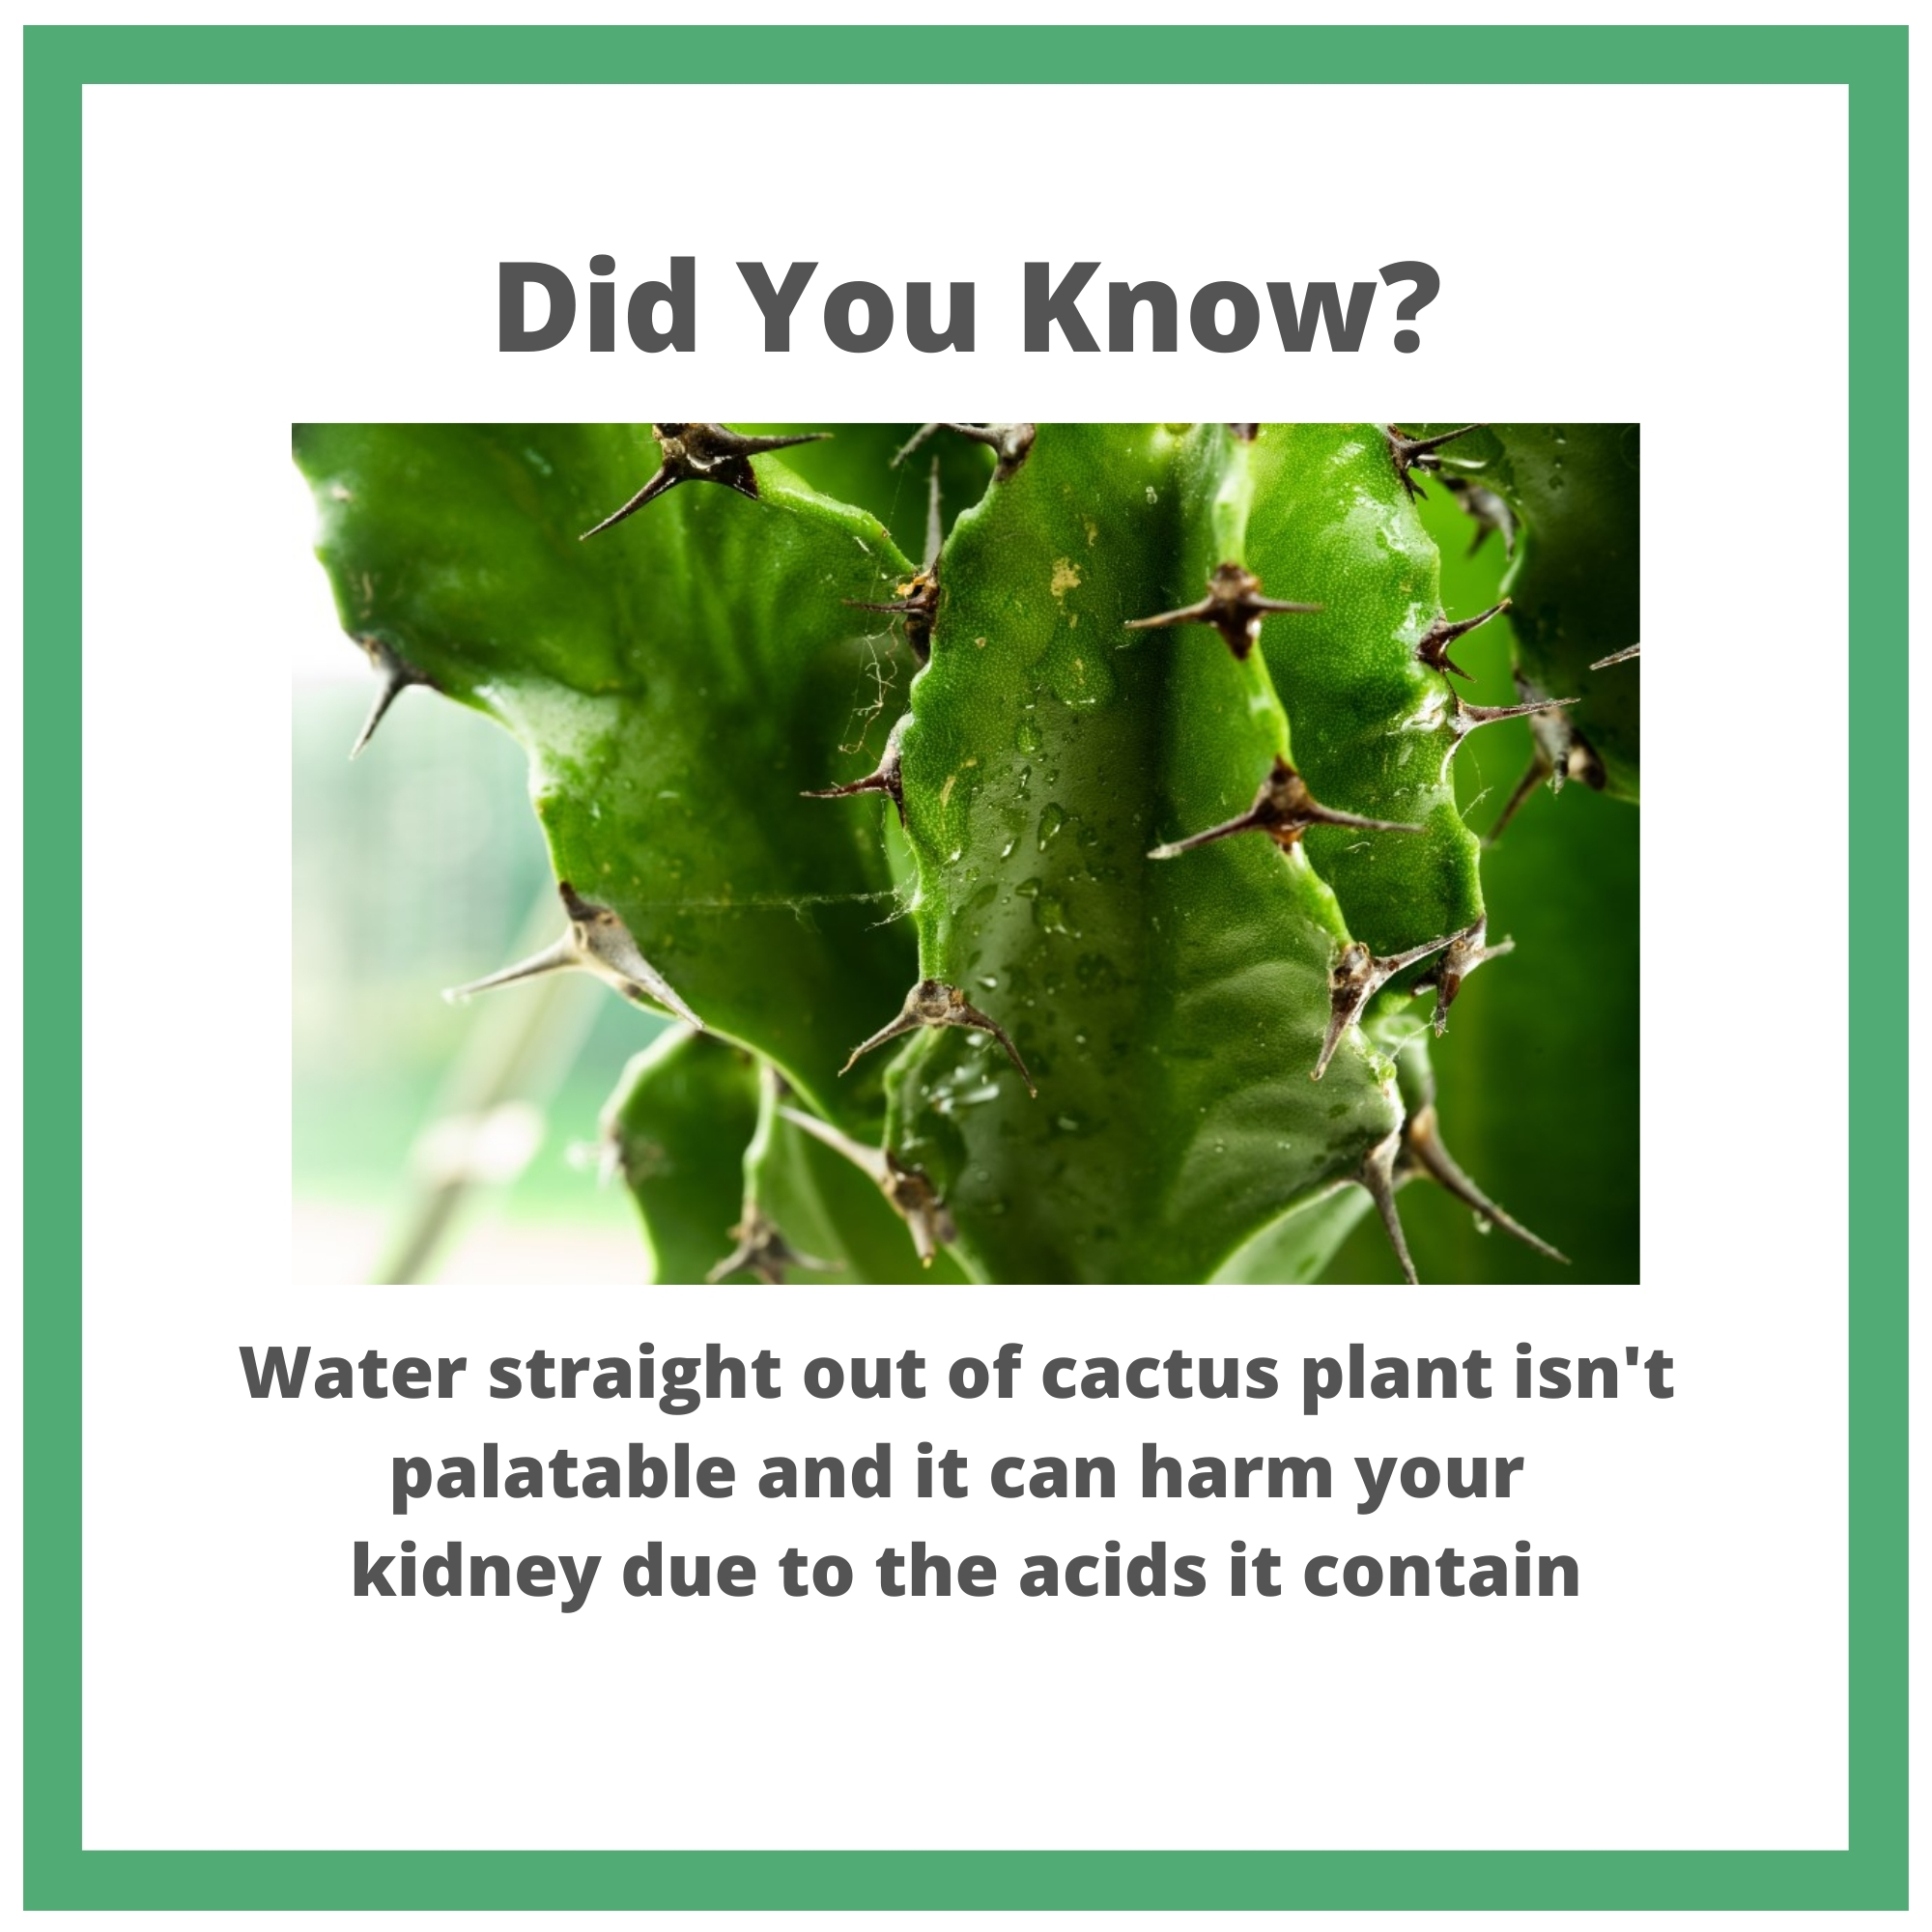 Did You Know?
Water straight out of cactus plant isn't
palatable and it can harm your
kidney due to the acids it contain